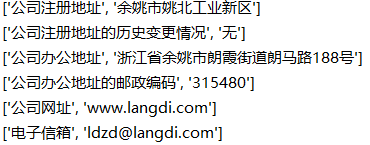 ['公司注册地址', '余姚市姚北工业新区']
['公司注册地址的历史变更情况', '无']
['公司办公地址', '浙江省余姚市朗霞街道朗马路188号']
['公司办公地址的邮政编码', '315480']
['公司网址', 'www.langdi.com']
['电子信箱', 'ldzd@langdi.com']